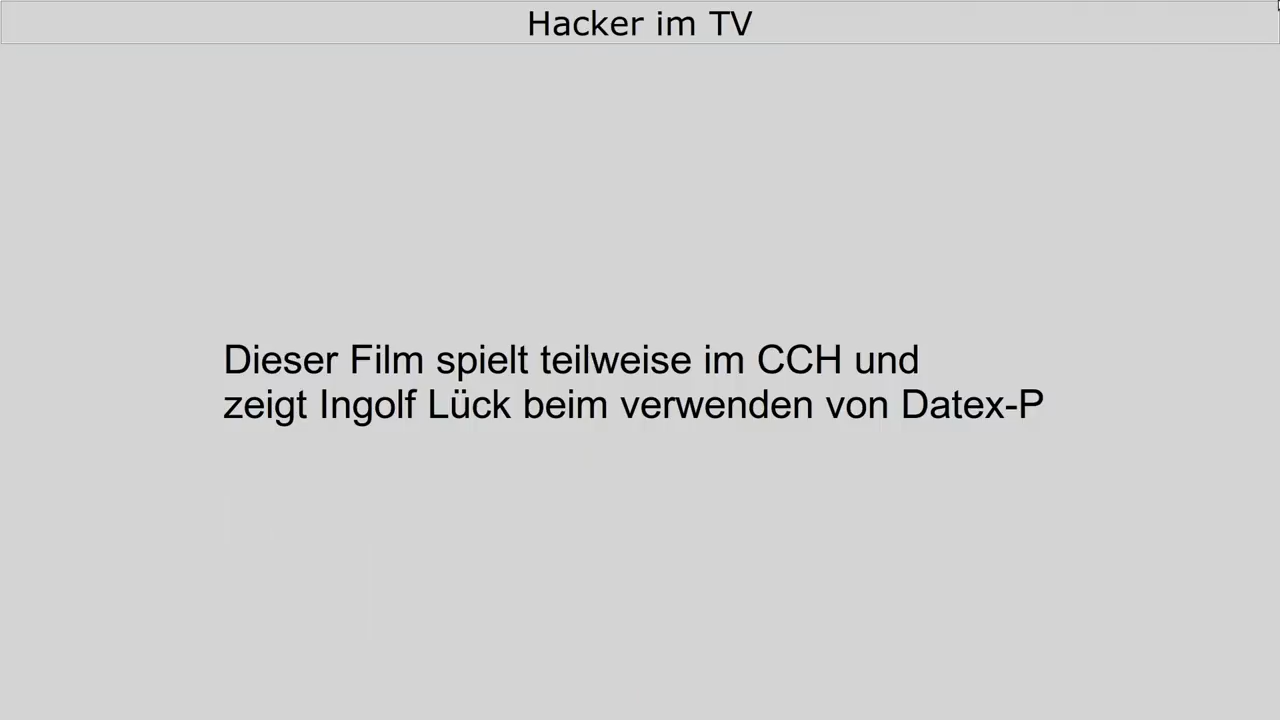 Hacker im TV
Dieser Film spielt teilweise im CCH und
zeigt Ingolf Lück beim verwenden von Datex-P